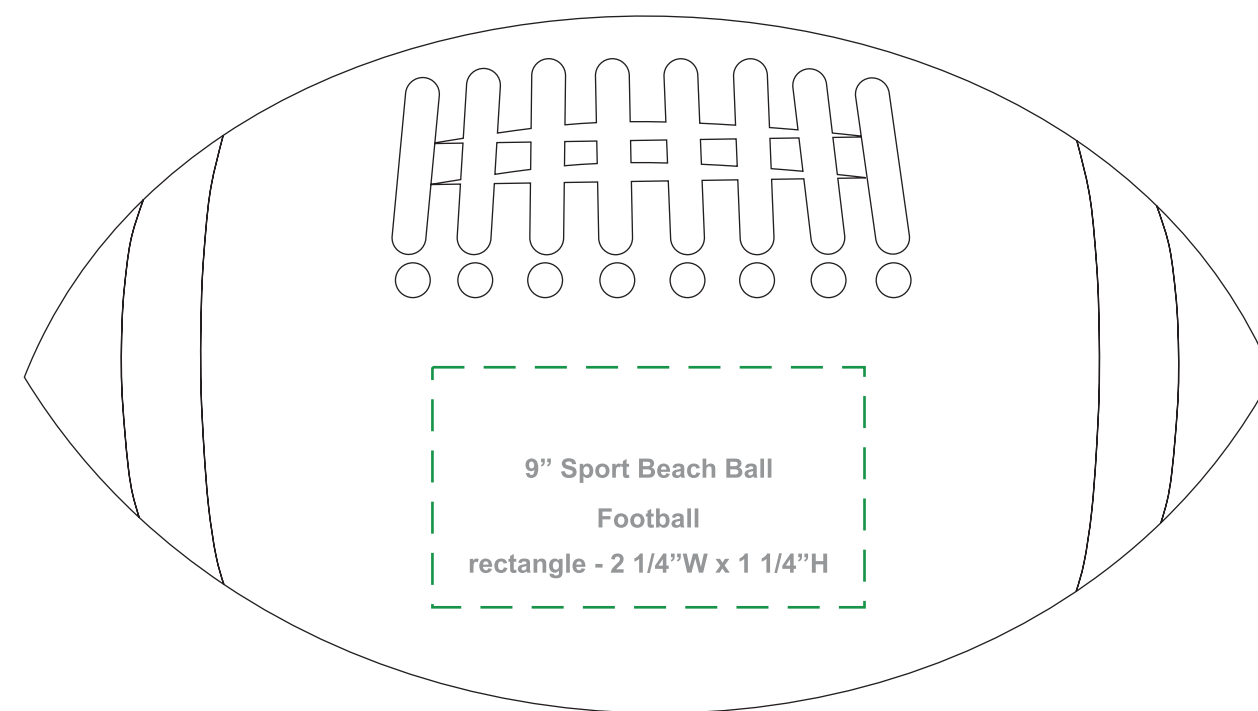 9” Sport Beach Ball
Football
rectangle - 2 1/4”W x 1 1/4”H